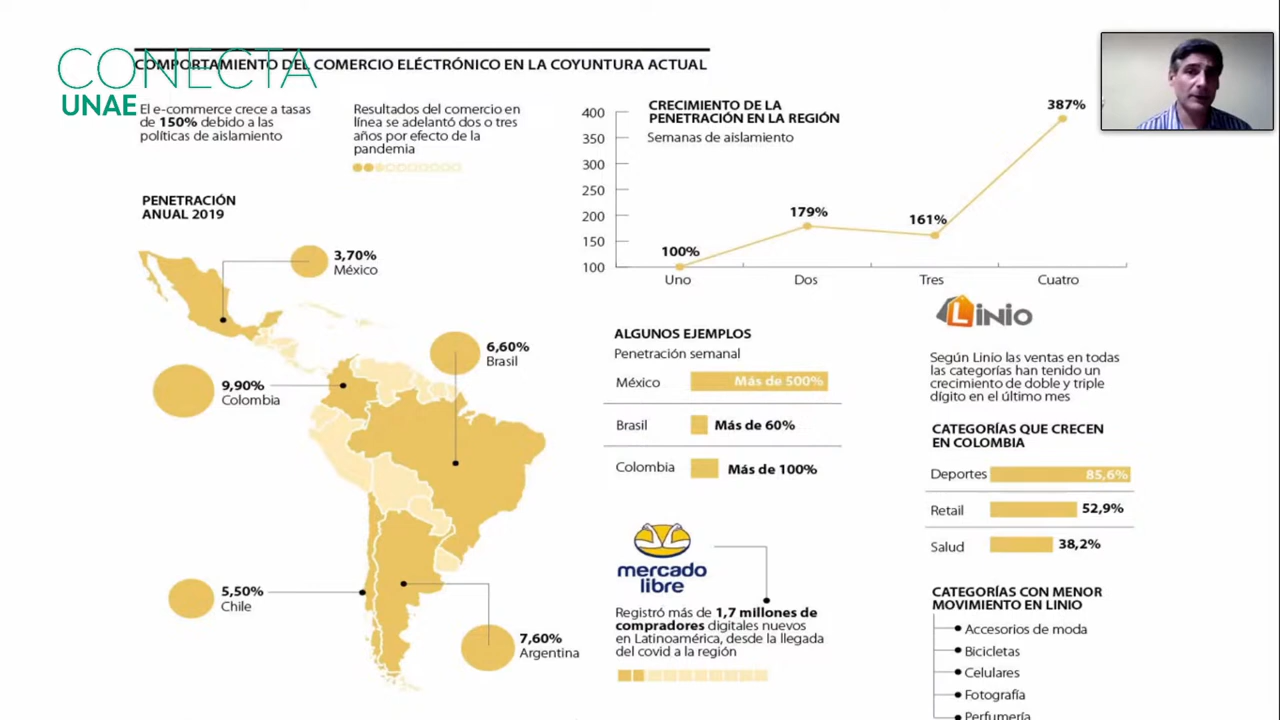 CONECTA
UNAE
COMPORTAMIENTO DEL COMERCIO ELÉCTRÓNICO EN LA COYUNTURA ACTUAL
El e-commerce crece a tasas
de 150% debido a las
políticas de aislamiento
Resultados del comercio en
línea se adelantó dos o tres
años por efecto de la
pandemia
PENETRACIÓN
ANUAL 2019
3,70%
México
6,60%
Brasil
9,90%
Colombia
5,50%
Chile
7,60%
Argentina
CRECIMIENTO DE LA
PENETRACIÓN EN LA REGIÓN
Semanas de aislamiento
400
350
300
250
200
150
100
100%
179%
161%
387%
Uno
Dos
Tres
Cuatro
ALGUNOS EJEMPLOS
Penetración semanal
México Más de 500%
Brasil Más de 60%
Colombia Más de 100%
mercado
libre
Registró más de 1,7 millones de
compradores digitales nuevos
en Latinoamérica, desde la llegada
del covid a la región
Linio
Según Linio las ventas en todas
las categorías han tenido un
crecimiento de doble y triple
dígito en el último mes
CATEGORÍAS QUE CRECEN
EN COLOMBIA
Deportes 85,6%
Retail 52,9%
Salud 38,2%
CATEGORÍAS CON MENOR
MOVIMIENTO EN LINIO
Accesorios de moda
Bicicletas
Celulares
Fotografía
Perfumería